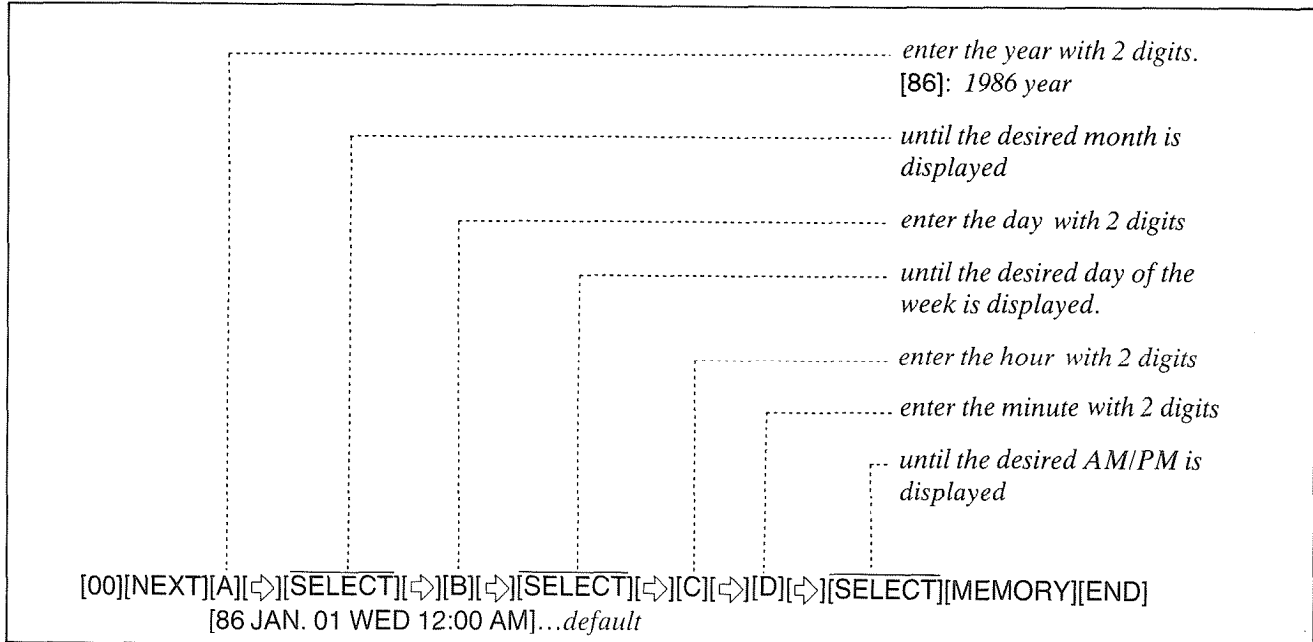 enter the year with 2 digits.
[86]: 1986 year
until the desired month is
displayed
enter the day with 2 digits
until the desired day of the
week is displayed.
enter the hour with 2 digits
enter the minute with 2 digits
until the desired AM/PM is
displayed
[00][NEXT][A][⇨][SELECT][⇨][B][⇨][SELECT][⇨][C][⇨][D][⇨][SELECT][MEMORY][END]
[86 JAN. 01 WED 12:00 AM]...default